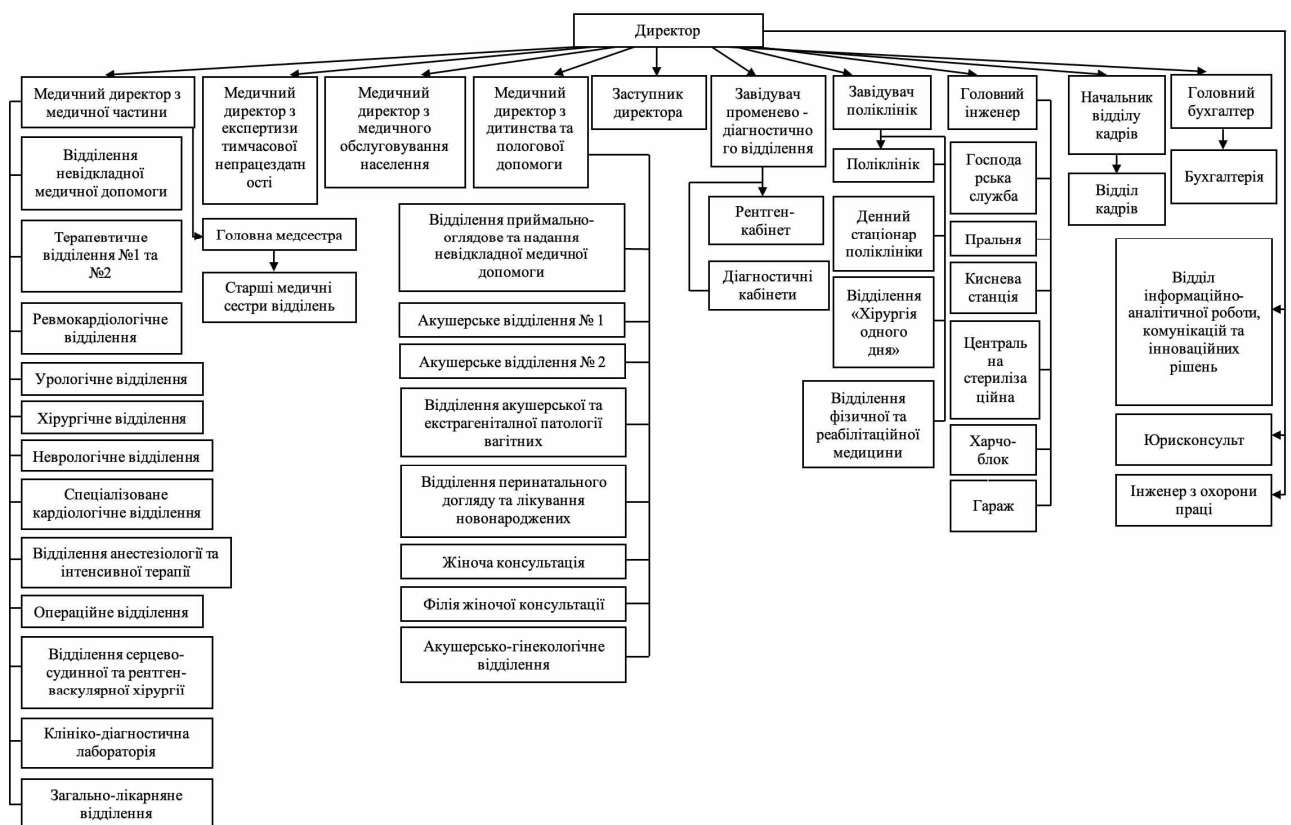 Директор
Медичний директор з
медичної частини
Медичний
директор з
експертизи
тимчасової
непрацездатн
ості
Медичний
директор з
медичного
обслуговування
населення
Медичний
директор з
дитинства та
пологової
допомоги
Заступник
директора
Завідувач
променево -
діагностично
го відділення
Завідувач
поліклінік
Головний
інженер
Начальник
відділу
кадрів
Головний
бухгалтер
Відділення
невідкладної
медичної допомоги
Терапевтичне
відділення №1 та
№2
Ревмокардіологічне
відділення
Урологічне відділення
Хірургічне відділення
Неврологічне відділення
Спеціалізоване
кардіологічне відділення
Відділення анестезіології та
інтенсивної терапії
Операційне відділення
Відділення серцево-
судинної та рентген-
васкулярної хірургії
Клініко-діагностична
лабораторія
Загально-лікарняне
відділення
Головна медсестра
Старші медичні
сестри відділень
Відділення приймально-
оглядове та надання
невідкладної медичної
допомоги
Акушерське відділення № 1
Акушерське відділення № 2
Відділення акушерської та
екстрагенітальної патології
вагітних
Відділення перинатального
догляду та лікування
новонароджених
Жіноча консультація
Філія жіночої консультації
Акушерсько-гінекологічне
відділення
Рентген-
кабінет
Діагностичні
кабінети
Поліклінік
Денний
стаціонар
поліклініки
Відділення
«Хірургія
одного
дня»
Відділення
фізичної та
реабілітаційної
медицини
Господа
рська
служба
Пральня
Киснева
станція
Централь
на
стериліза
ційна
Харчо-
блок
Гараж
Відділ
кадрів
Бухгалтерія
Відділ
інформаційно-
аналітичної роботи,
комунікацій та
інноваційних
рішень
Юрисконсульт
Інженер з охорони
праці